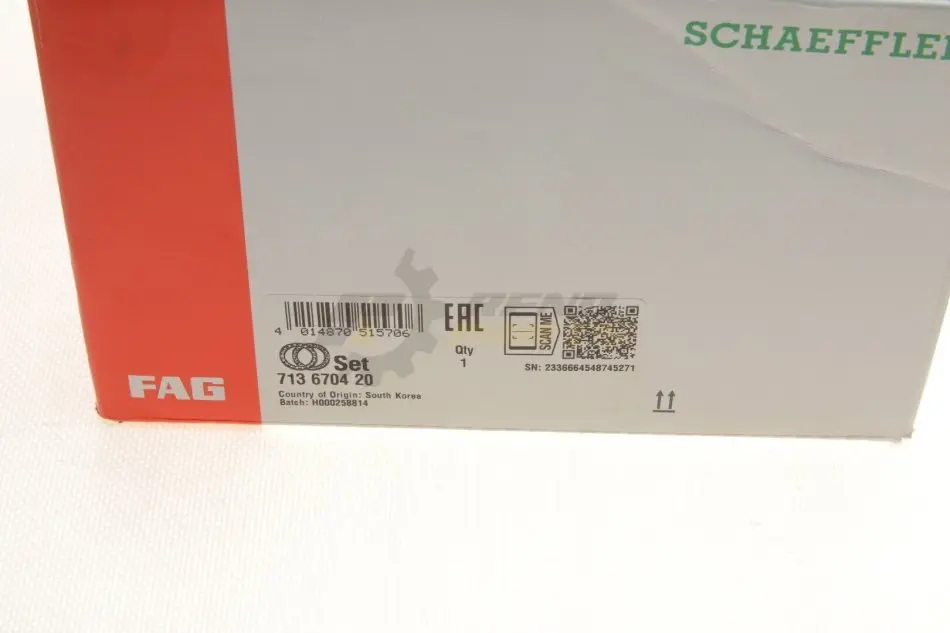 SCHAEFFLER
4 014870 515706
EAC
Qty
1
SCAN ME
Set
713 6704 20
SN: 2336664548745271
Country of Origin: South Korea
Batch: H000258814
FAG